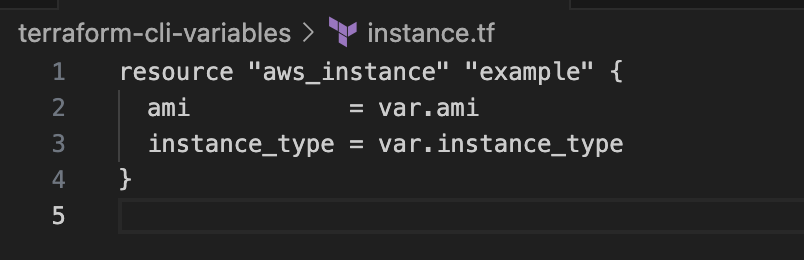 terraform-cli-variables > instance.tf
1 resource "aws_instance" "example" {
2   ami           = var.ami
3   instance_type = var.instance_type
4 }
5